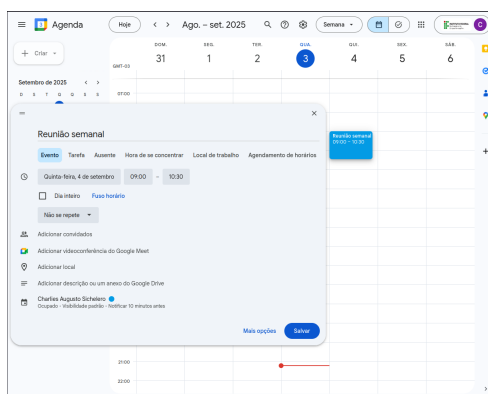 Agenda
Hoje
Ago. – set. 2025
Semana
C
Criar
Setembro de 2025
D S T Q Q S S
GMT-03
DOM. SEG. TER. QUA. QUI. SEX. SÁB.
31 1 2 3 4 5 6
07:00
Reunião semanal
09:00 – 10:30
Reunião semanal
Evento Tarefa Ausente Hora de se concentrar Local de trabalho Agendamento de horários
Quinta-feira, 4 de setembro 09:00 - 10:30
Dia inteiro Fuso horário
Não se repete
Adicionar convidados
Adicionar videoconferência do Google Meet
Adicionar local
Adicionar descrição ou um anexo do Google Drive
Charlles Augusto Sichelero
Ocupado • Visibilidade padrão • Notificar 10 minutos antes
Mais opções Salvar
21:00
22:00